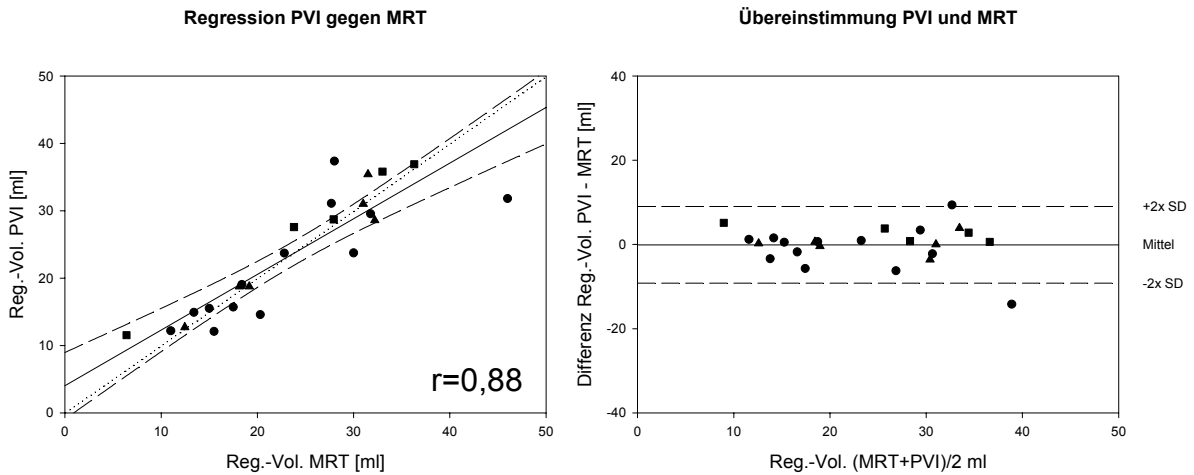 Regression PVI gegen MRT
50
40
30
20
10
0
Reg.-Vol. PVI [ml]
r=0,88
0 10 20 30 40 50
Reg.-Vol. MRT [ml]
Übereinstimmung PVI und MRT
40
20
0
-20
-40
Differenz Reg.-Vol. PVI - MRT [ml]
+2x SD
Mittel
-2x SD
10 20 30 40 50
Reg.-Vol. (MRT+PVI)/2 ml